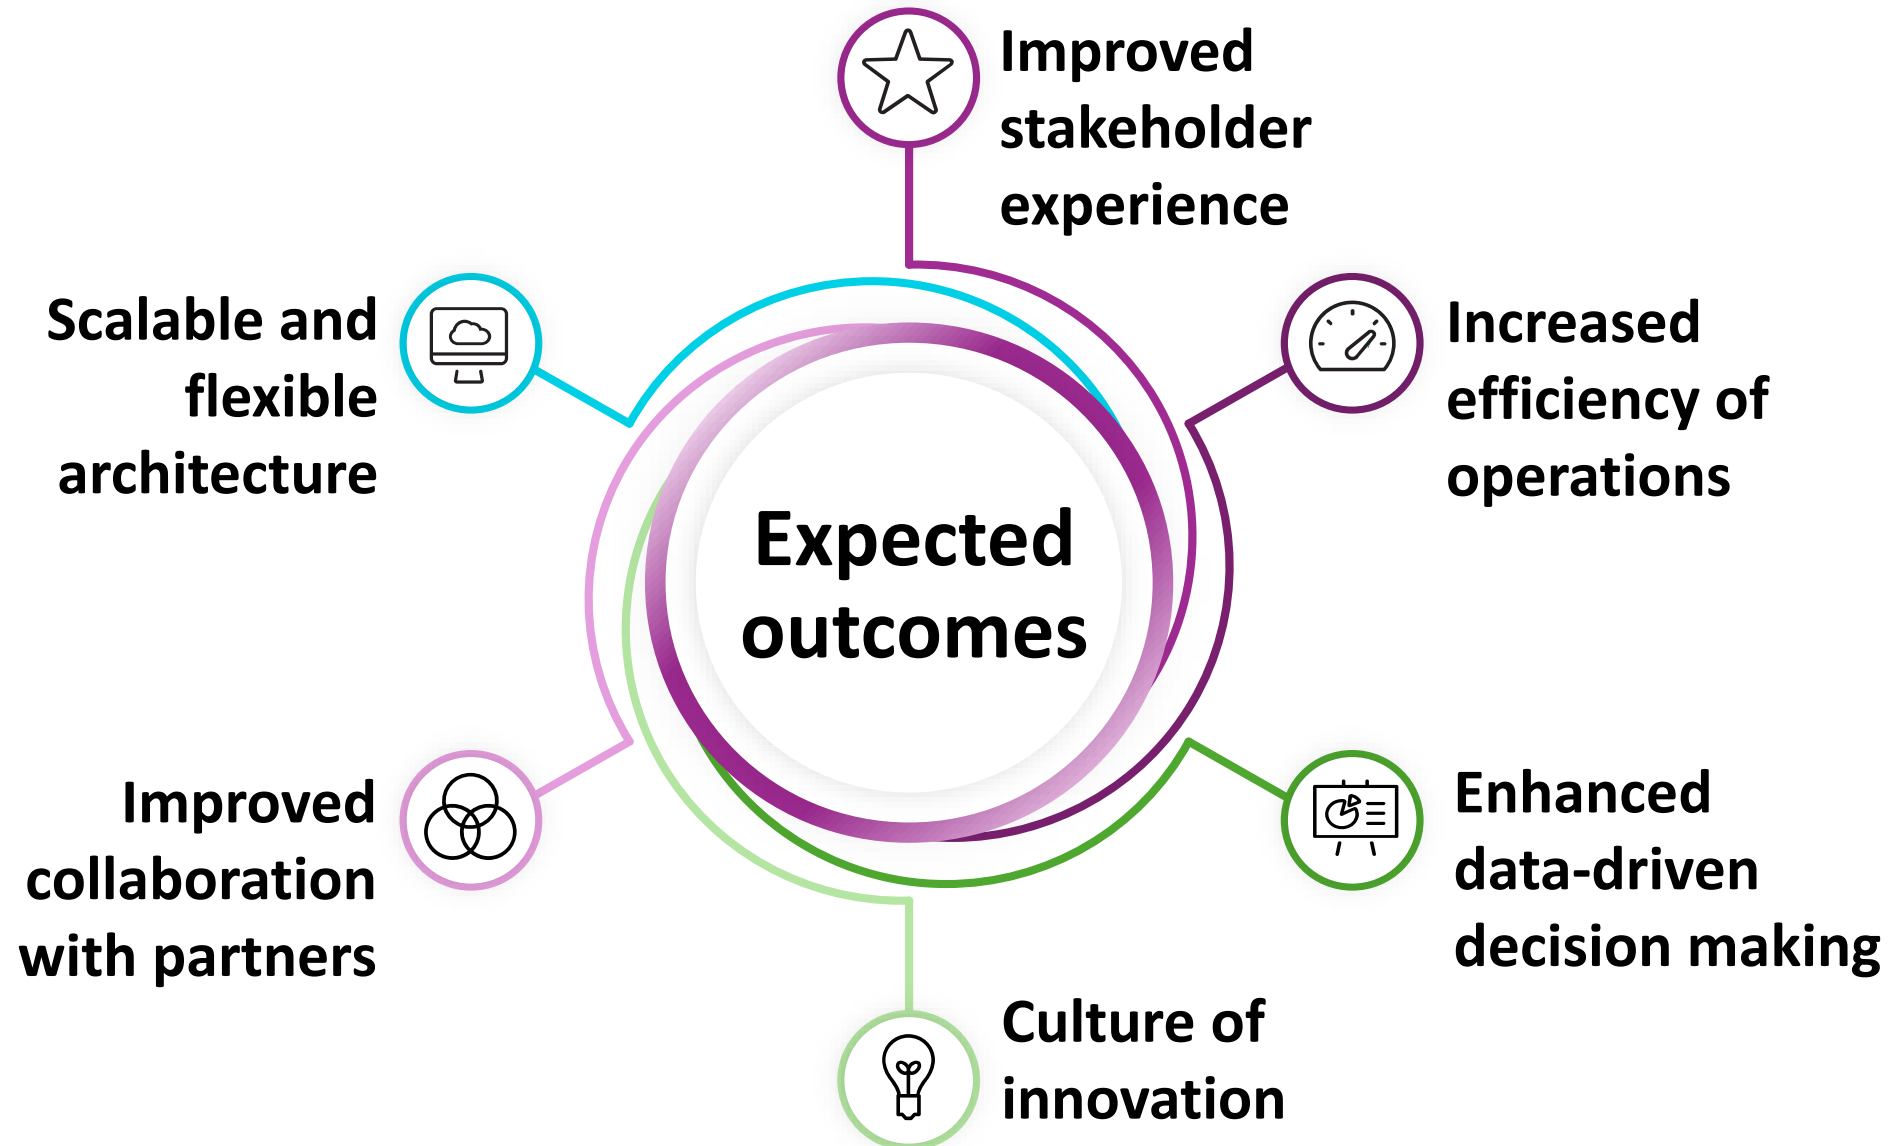 Improved
stakeholder
experience
Scalable and
flexible
architecture
Increased
efficiency of
operations
Expected
outcomes
Improved
collaboration
with partners
Enhanced
data-driven
decision making
Culture of
innovation